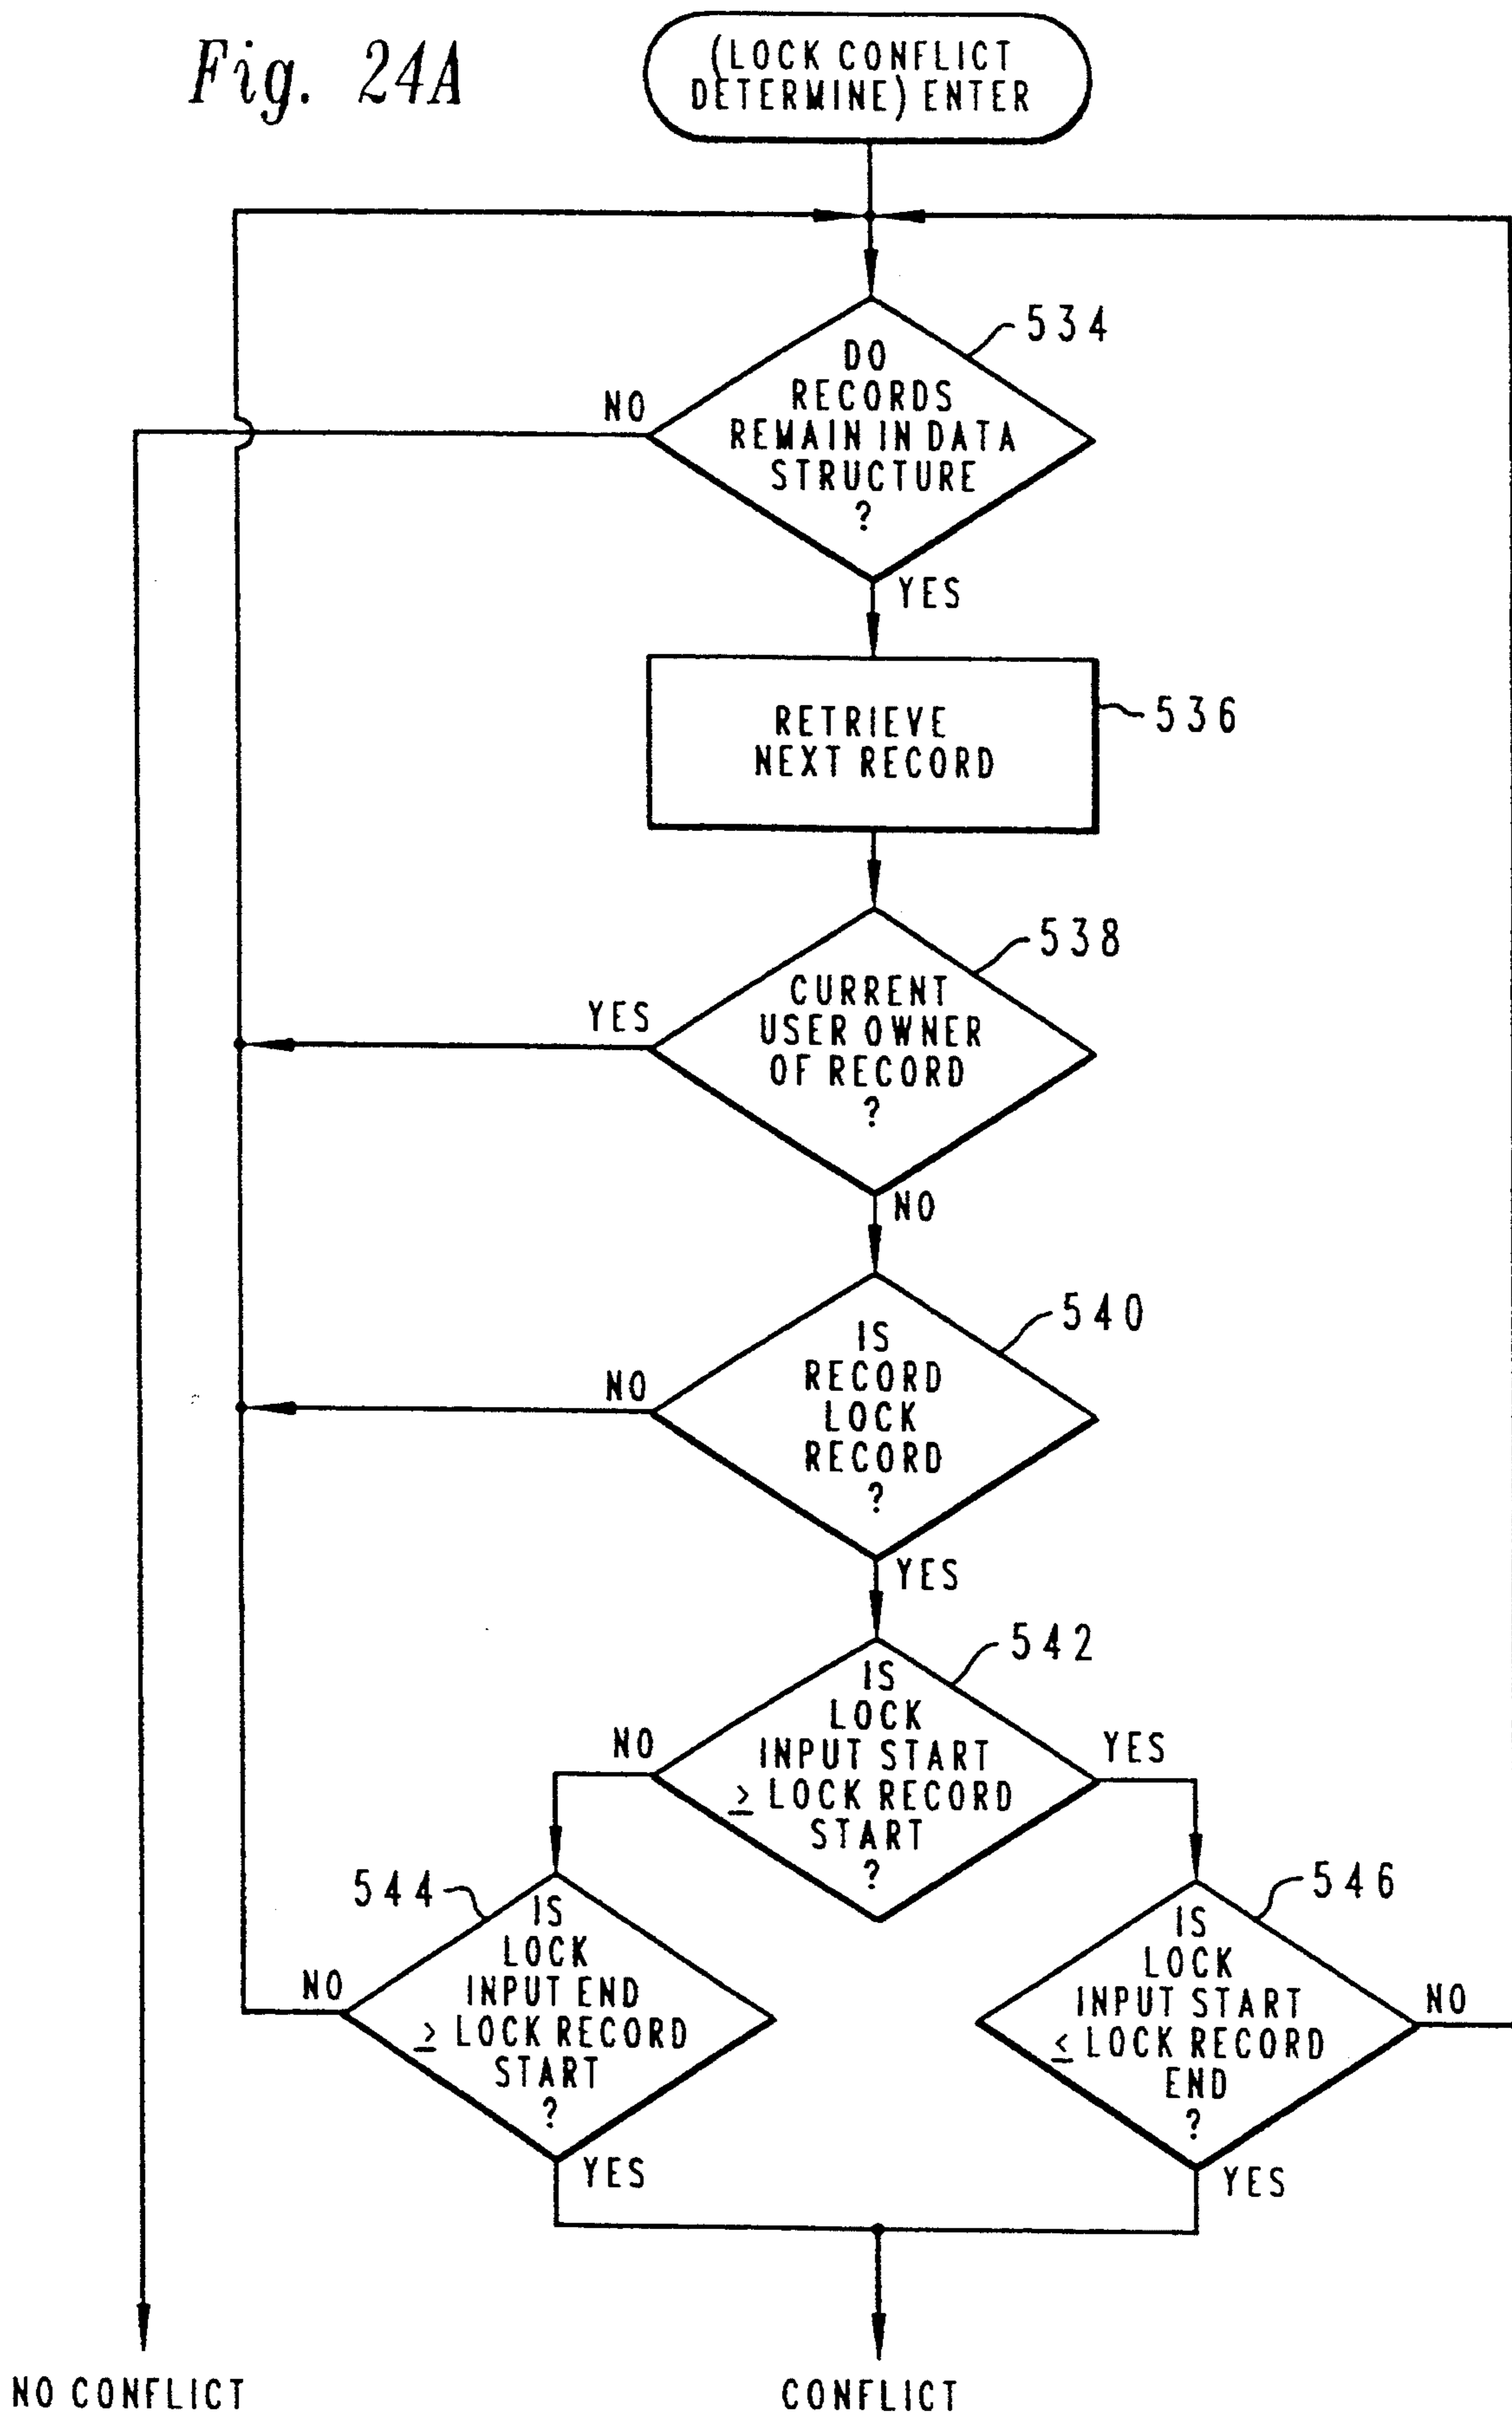 Fig. 24A
(LOCK CONFLICT
DETERMINE) ENTER
534
DO
RECORDS
REMAIN IN DATA
STRUCTURE
?
NO
YES
536
RETRIEVE
NEXT RECORD
538
CURRENT
USER OWNER
OF RECORD
?
YES
NO
540
IS
RECORD
LOCK
RECORD
?
NO
YES
542
IS
LOCK
INPUT START
≥ LOCK RECORD
START
?
NO
YES
544
IS
LOCK
INPUT END
≥ LOCK RECORD
START
?
NO
YES
546
IS
LOCK
INPUT START
≤ LOCK RECORD
END
?
NO
YES
NO CONFLICT
CONFLICT